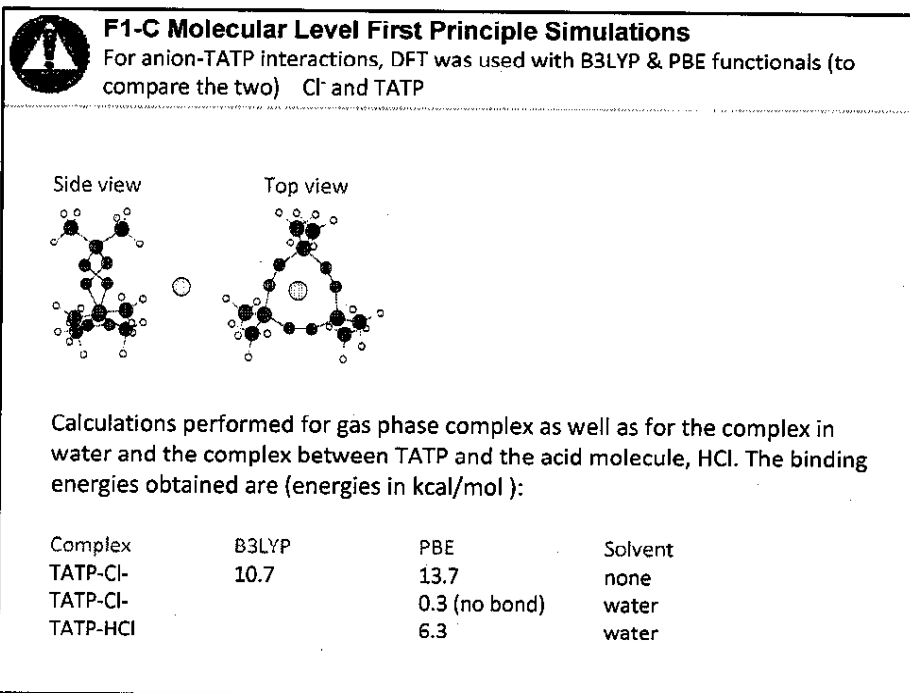 F1-C Molecular Level First Principle Simulations
For anion-TATP interactions, DFT was used with B3LYP & PBE functionals (to
compare the two) Cl⁻ and TATP
Side view Top view
Calculations performed for gas phase complex as well as for the complex in
water and the complex between TATP and the acid molecule, HCl. The binding
energies obtained are (energies in kcal/mol ):
Complex B3LYP PBE Solvent
TATP-Cl- 10.7 13.7 none
TATP-Cl- 0.3 (no bond) water
TATP-HCl 6.3 water